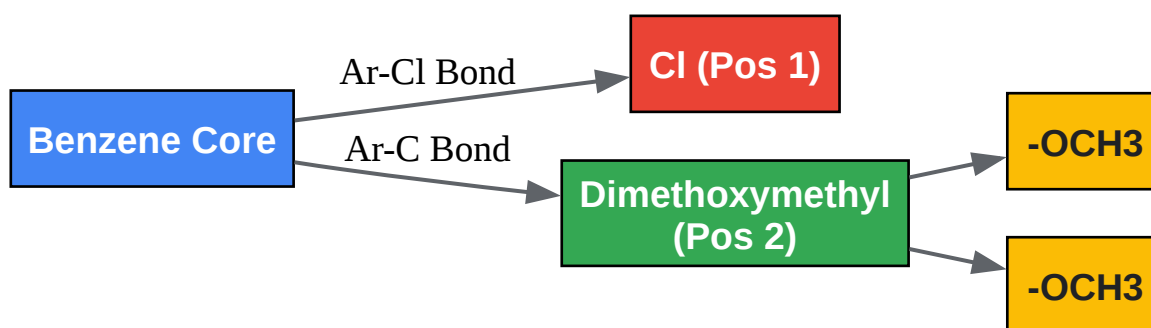 Benzene Core
Ar-Cl Bond
Ar-C Bond
Cl (Pos 1)
Dimethoxymethyl
(Pos 2)
-OCH3
-OCH3